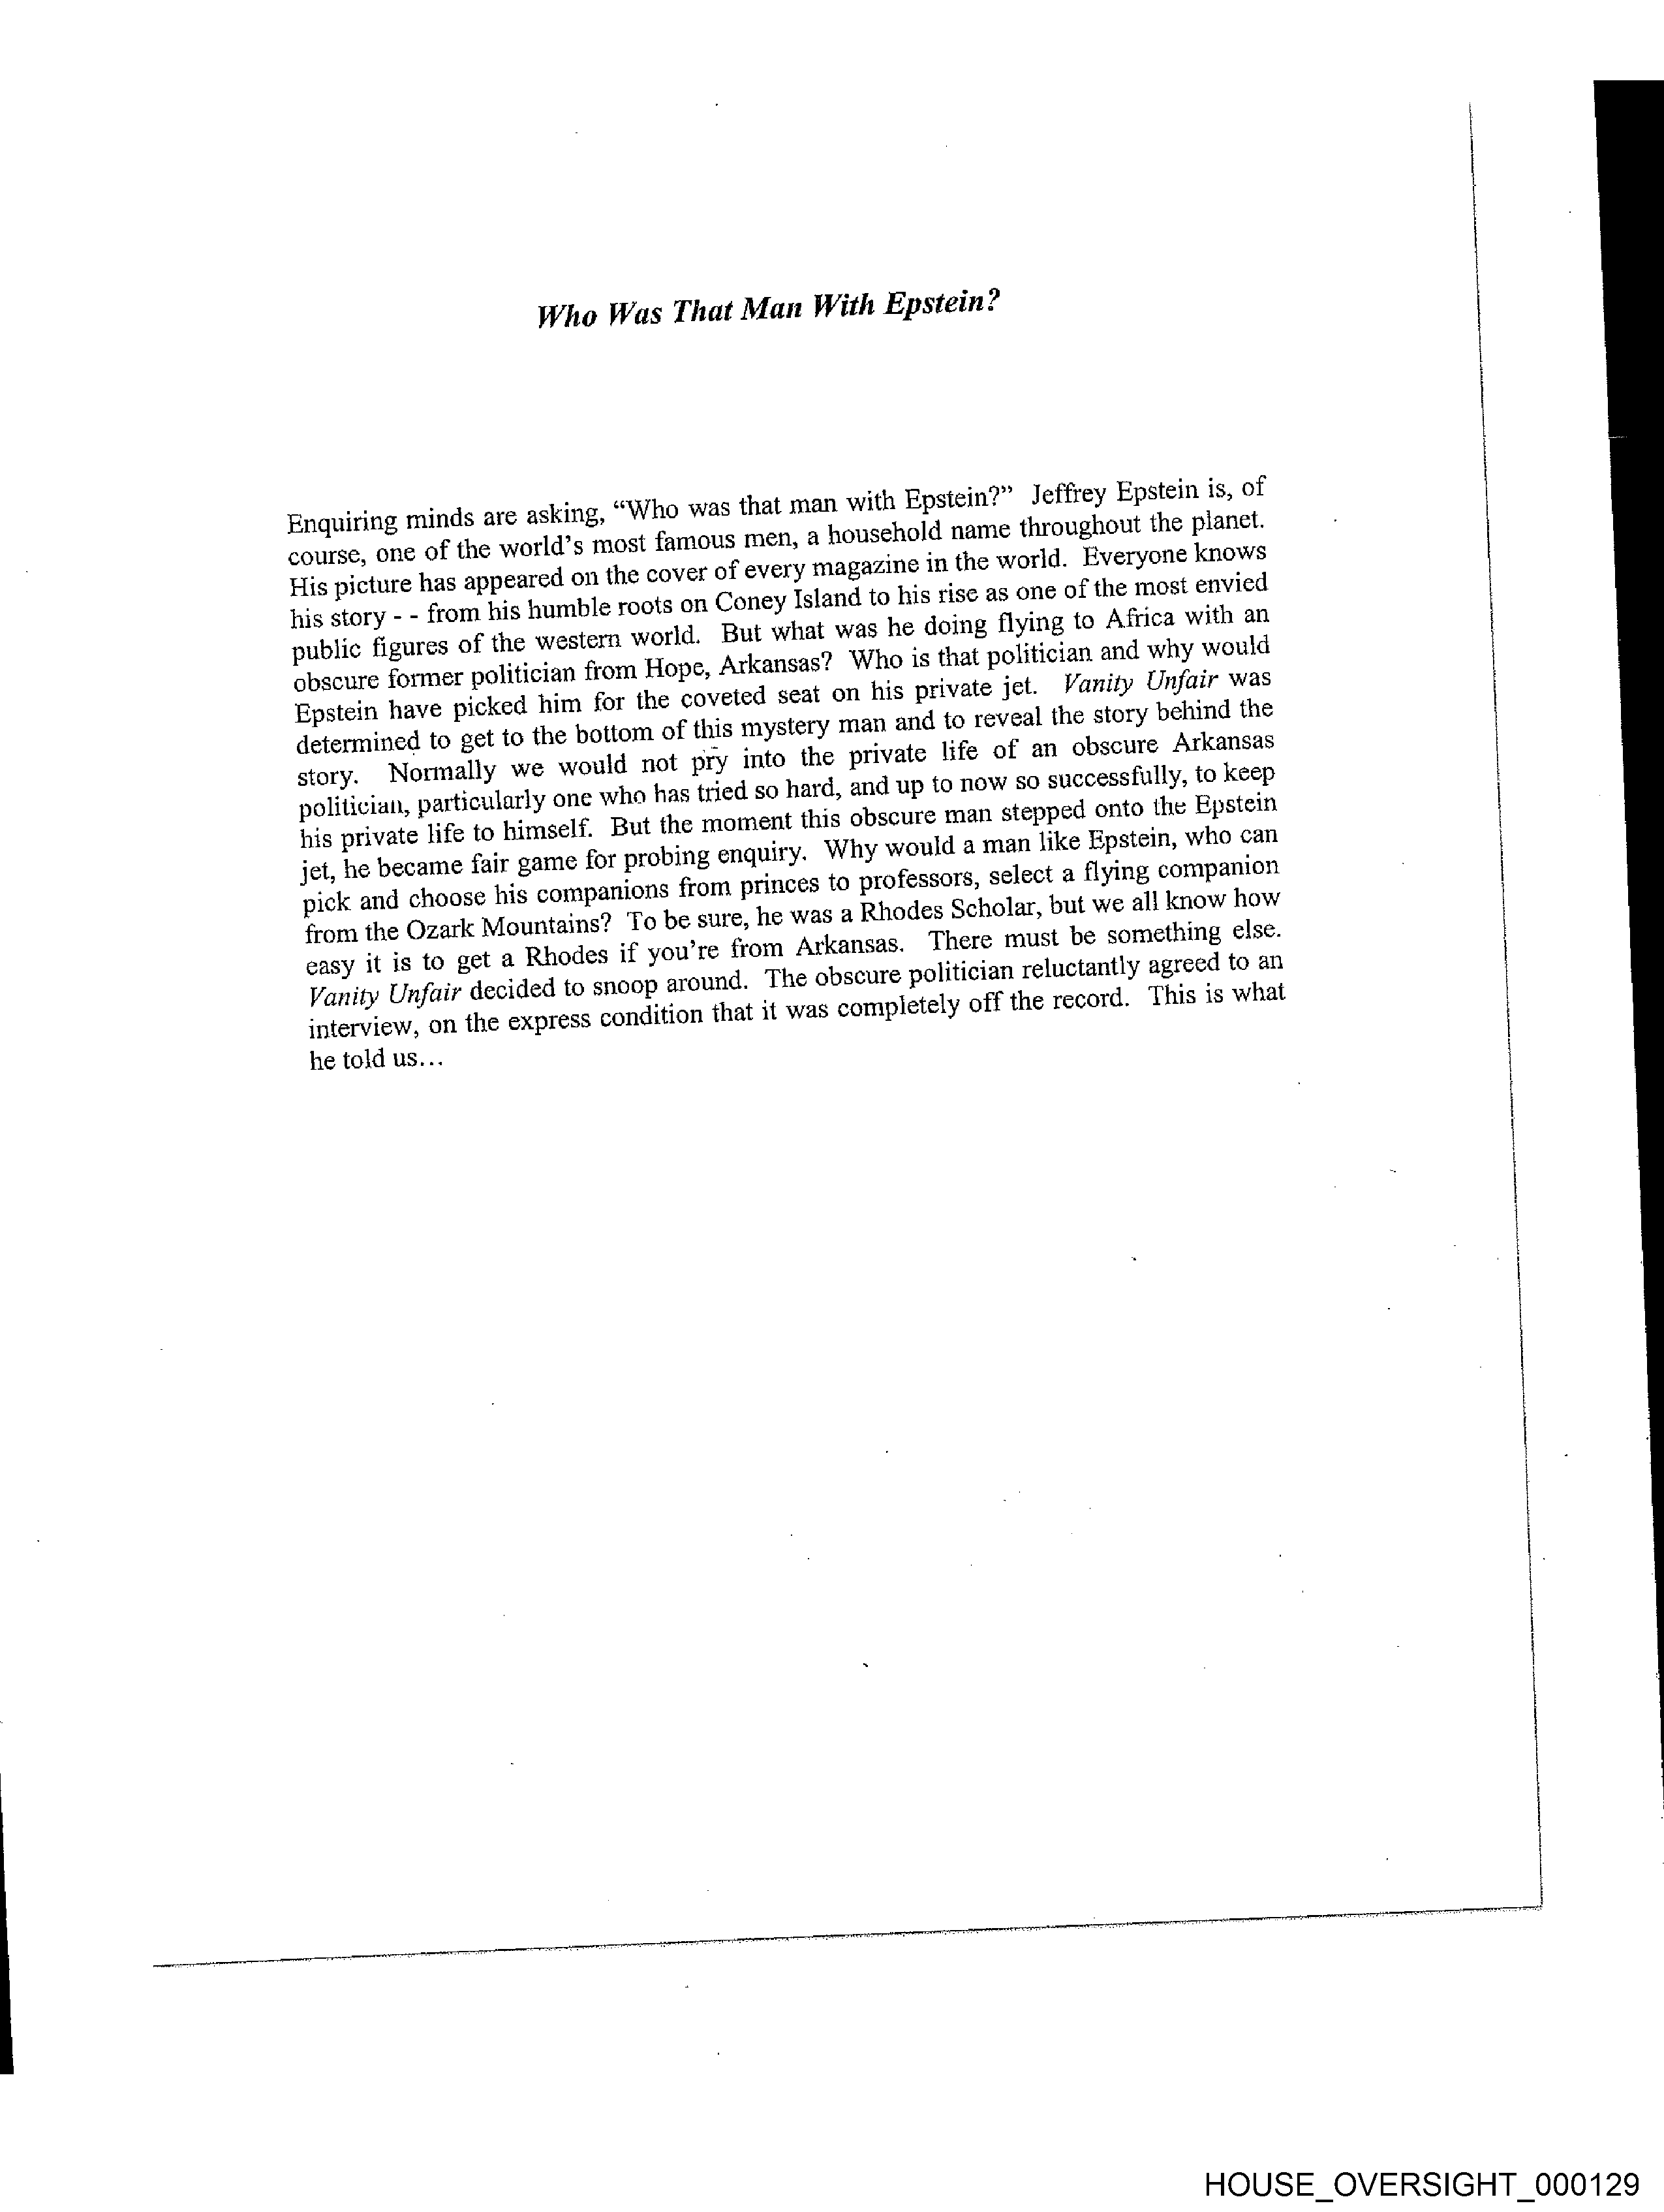 Who Was That Man With Epstein?
Enquiring minds are asking, “Who was that man with Epstein?” Jeffrey Epstein is, of
course, one of the world’s most famous men, a household name throughout the planet.
His picture has appeared on the cover of every magazine in the world. Everyone knows
his story - - from his humble roots on Coney Island to his rise as one of the most envied
public figures of the western world. But what was he doing flying to Africa with an
obscure former politician from Hope, Arkansas? Who is that politician and why would
Epstein have picked him for the coveted seat on his private jet. Vanity Unfair was
determined to get to the bottom of this mystery man and to reveal the story behind the
story. Normally we would not pry into the private life of an obscure Arkansas
politician, particularly one who has tried so hard, and up to now so successfully, to keep
his private life to himself. But the moment this obscure man stepped onto the Epstein
jet, he became fair game for probing enquiry. Why would a man like Epstein, who can
pick and choose his companions from princes to professors, select a flying companion
from the Ozark Mountains? To be sure, he was a Rhodes Scholar, but we all know how
easy it is to get a Rhodes if you’re from Arkansas. There must be something else.
Vanity Unfair decided to snoop around. The obscure politician reluctantly agreed to an
interview, on the express condition that it was completely off the record. This is what
he told us…
HOUSE_OVERSIGHT_000129